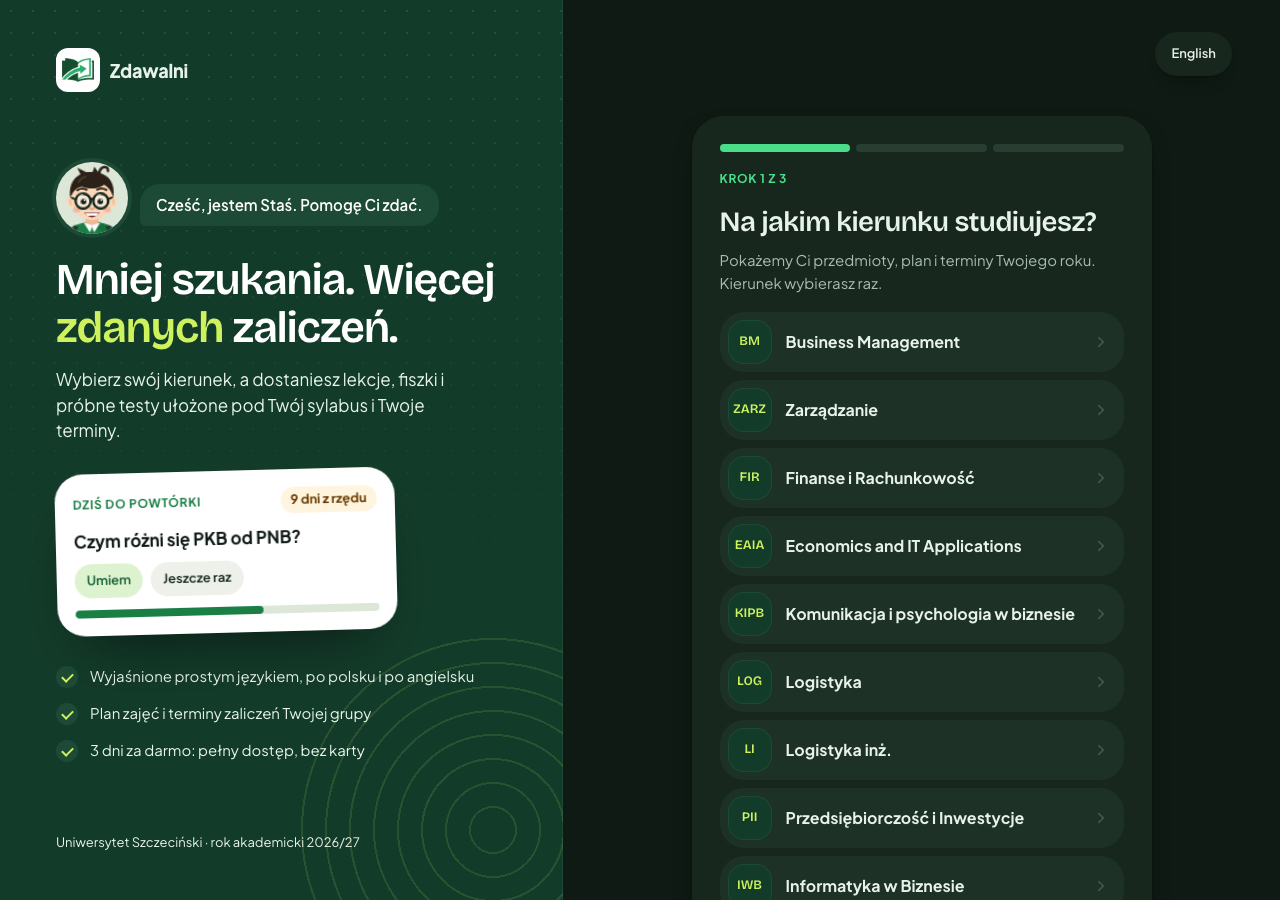 Zdawalni
Cześć, jestem Staś. Pomogę Ci zdać.
Mniej szukania. Więcej
zdanych zaliczeń.
Wybierz swój kierunek, a dostaniesz lekcje, fiszki i
próbne testy ułożone pod Twój sylabus i Twoje
terminy.
DZIŚ DO POWTÓRKI
9 dni z rzędu
Czym różni się PKB od PNB?
Umiem
Jeszcze raz
Wyjaśnione prostym językiem, po polsku i po angielsku
Plan zajęć i terminy zaliczeń Twojej grupy
3 dni za darmo: pełny dostęp, bez karty
Uniwersytet Szczeciński · rok akademicki 2026/27
English
KROK 1 Z 3
Na jakim kierunku studiujesz?
Pokażemy Ci przedmioty, plan i terminy Twojego roku.
Kierunek wybierasz raz.
BM Business Management
ZARZ Zarządzanie
FIR Finanse i Rachunkowość
EAIA Economics and IT Applications
KIPB Komunikacja i psychologia w biznesie
LOG Logistyka
LI Logistyka inż.
PII Przedsiębiorczość i Inwestycje
IWB Informatyka w Biznesie